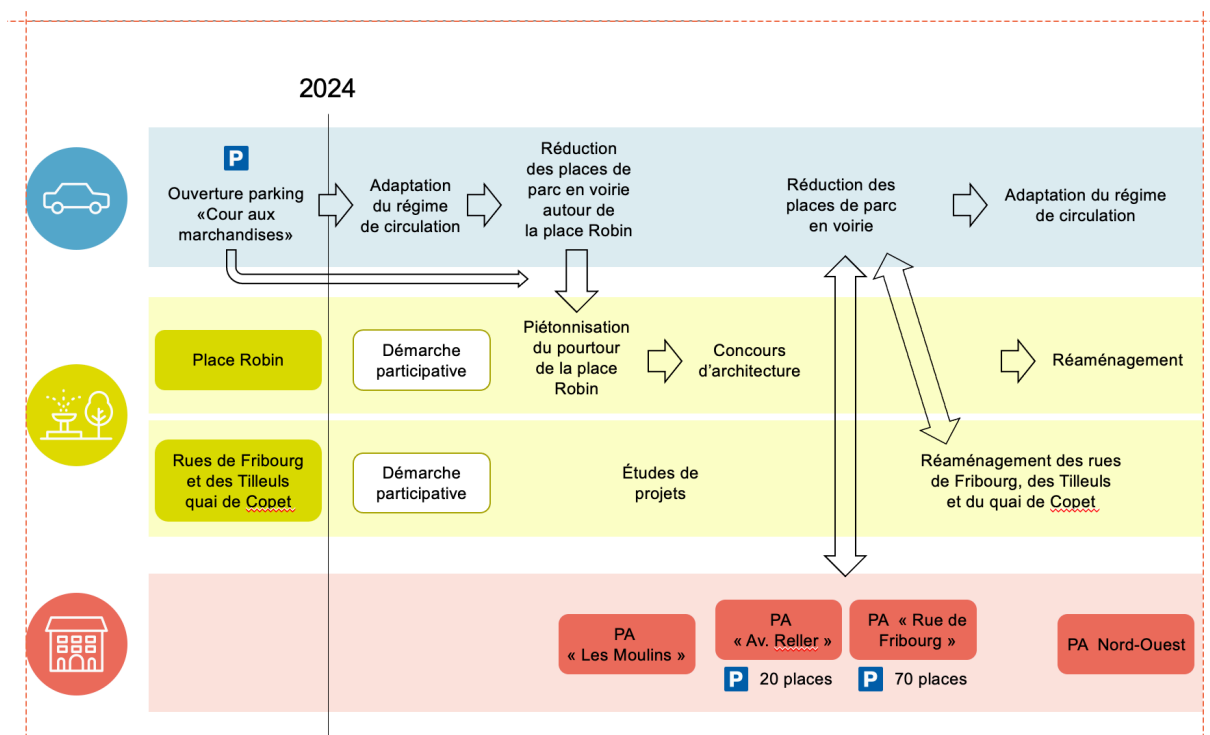 2024
P
Ouverture parking
«Cour aux
marchandises»
Adaptation
du régime
de circulation
Réduction
des places de
parc en voirie
autour de
la place Robin
Réduction des
places de parc
en voirie
Adaptation du régime
de circulation
Place Robin
Démarche
participative
Piétonnisation
du pourtour
de la place
Robin
Concours
d’architecture
Réaménagement
Rues de Fribourg
et des Tilleuls
quai de Copet
Démarche
participative
Études de
projets
Réaménagement des rues
de Fribourg, des Tilleuls
et du quai de Copet
PA
« Les Moulins »
PA
« Av. Reller »
P 20 places
PA « Rue de
Fribourg »
P 70 places
PA Nord-Ouest